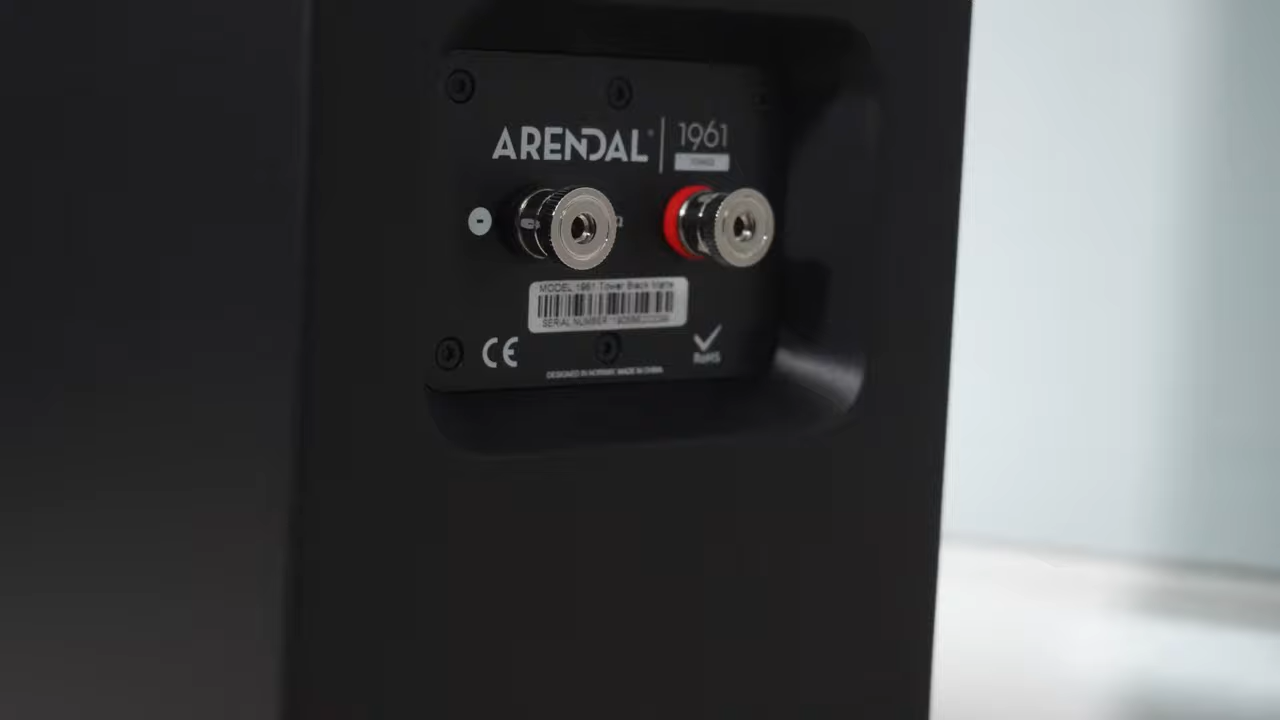 ARENDAL | 1961
TOWER
-
Ω
MODEL 1961 Tower Black Matte
SERIAL NUMBER
CE
RoHS
DESIGNED IN NORWAY. MADE IN CHINA